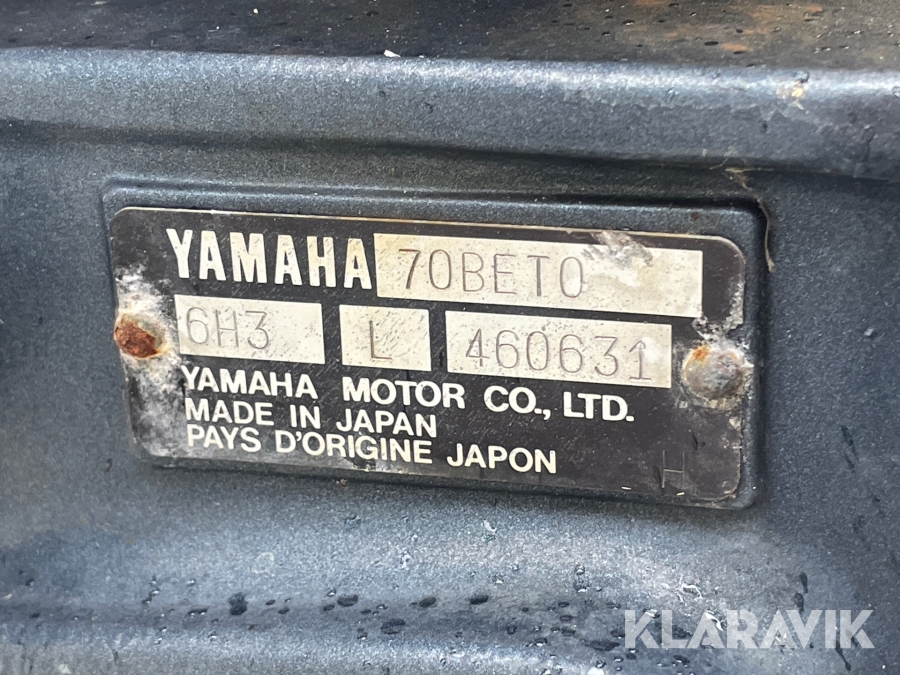 YAMAHA 70BETO
6H3 L 460631
YAMAHA MOTOR CO., LTD.
MADE IN JAPAN
PAYS D'ORIGINE JAPON
H
KLARAVIK